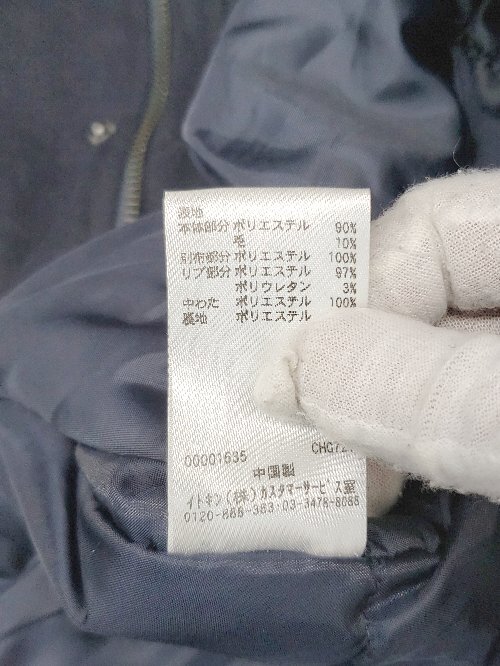 表地
本体部分 ポリエステル 90%
毛 10%
別布部分 ポリエステル 100%
リブ部分 ポリエステル 97%
ポリウレタン 3%
中わた ポリエステル 100%
裏地 ポリエステル
00001635
中国製
イトキン(株)カスタマーサービス室
0120-888-363:03-3478-8088